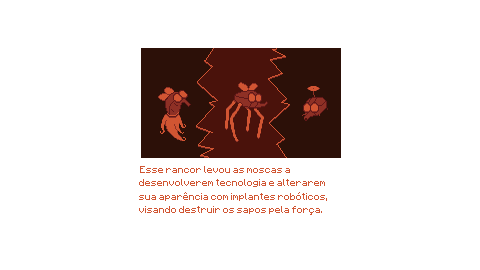 Esse rancor levou as moscas a
desenvolverem tecnologia e alterarem
sua aparência com implantes robóticos,
visando destruir os sapos pela força.